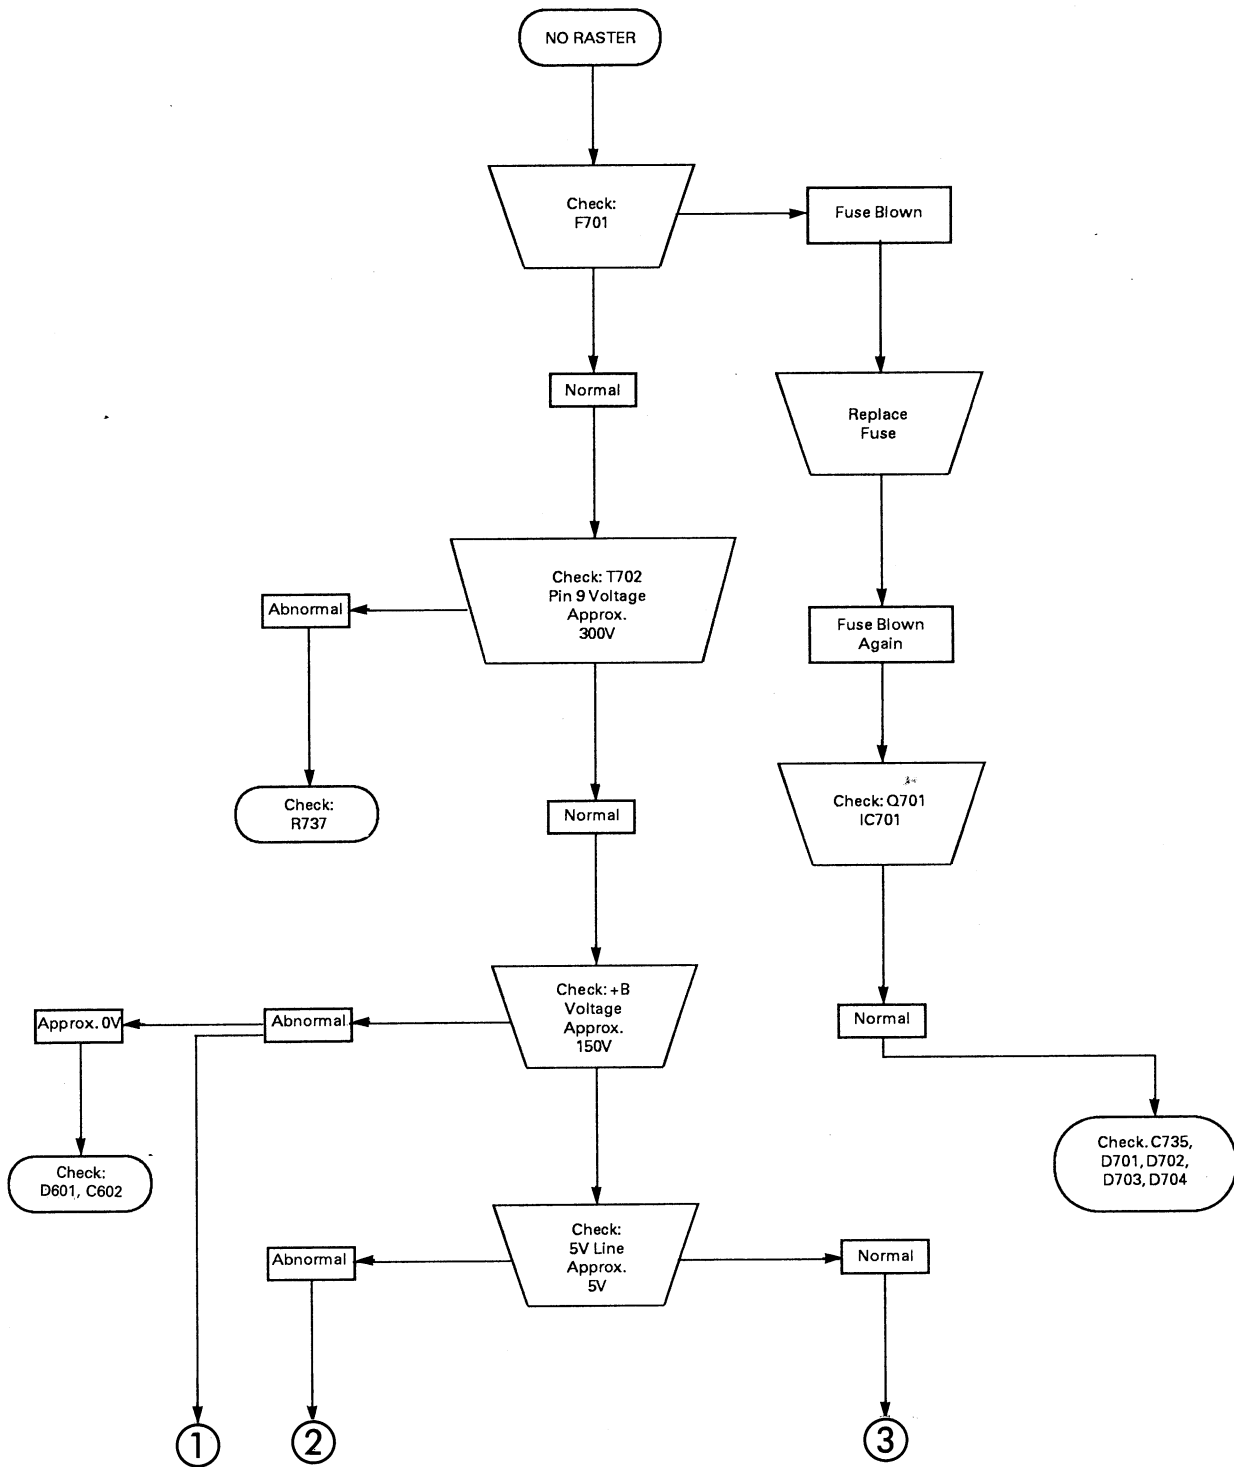 NO RASTER
Check:
F701
Fuse Blown
Normal
Replace
Fuse
Check: T702
Pin 9 Voltage
Approx.
300V
Abnormal
Fuse Blown
Again
Check:
R737
Normal
Check: Q701
IC701
Check: +B
Voltage
Approx.
150V
Abnormal
Approx. 0V
Normal
Check:
D601, C602
Check. C735,
D701, D702,
D703, D704
Check:
5V Line
Approx.
5V
Abnormal
Normal
1
2
3